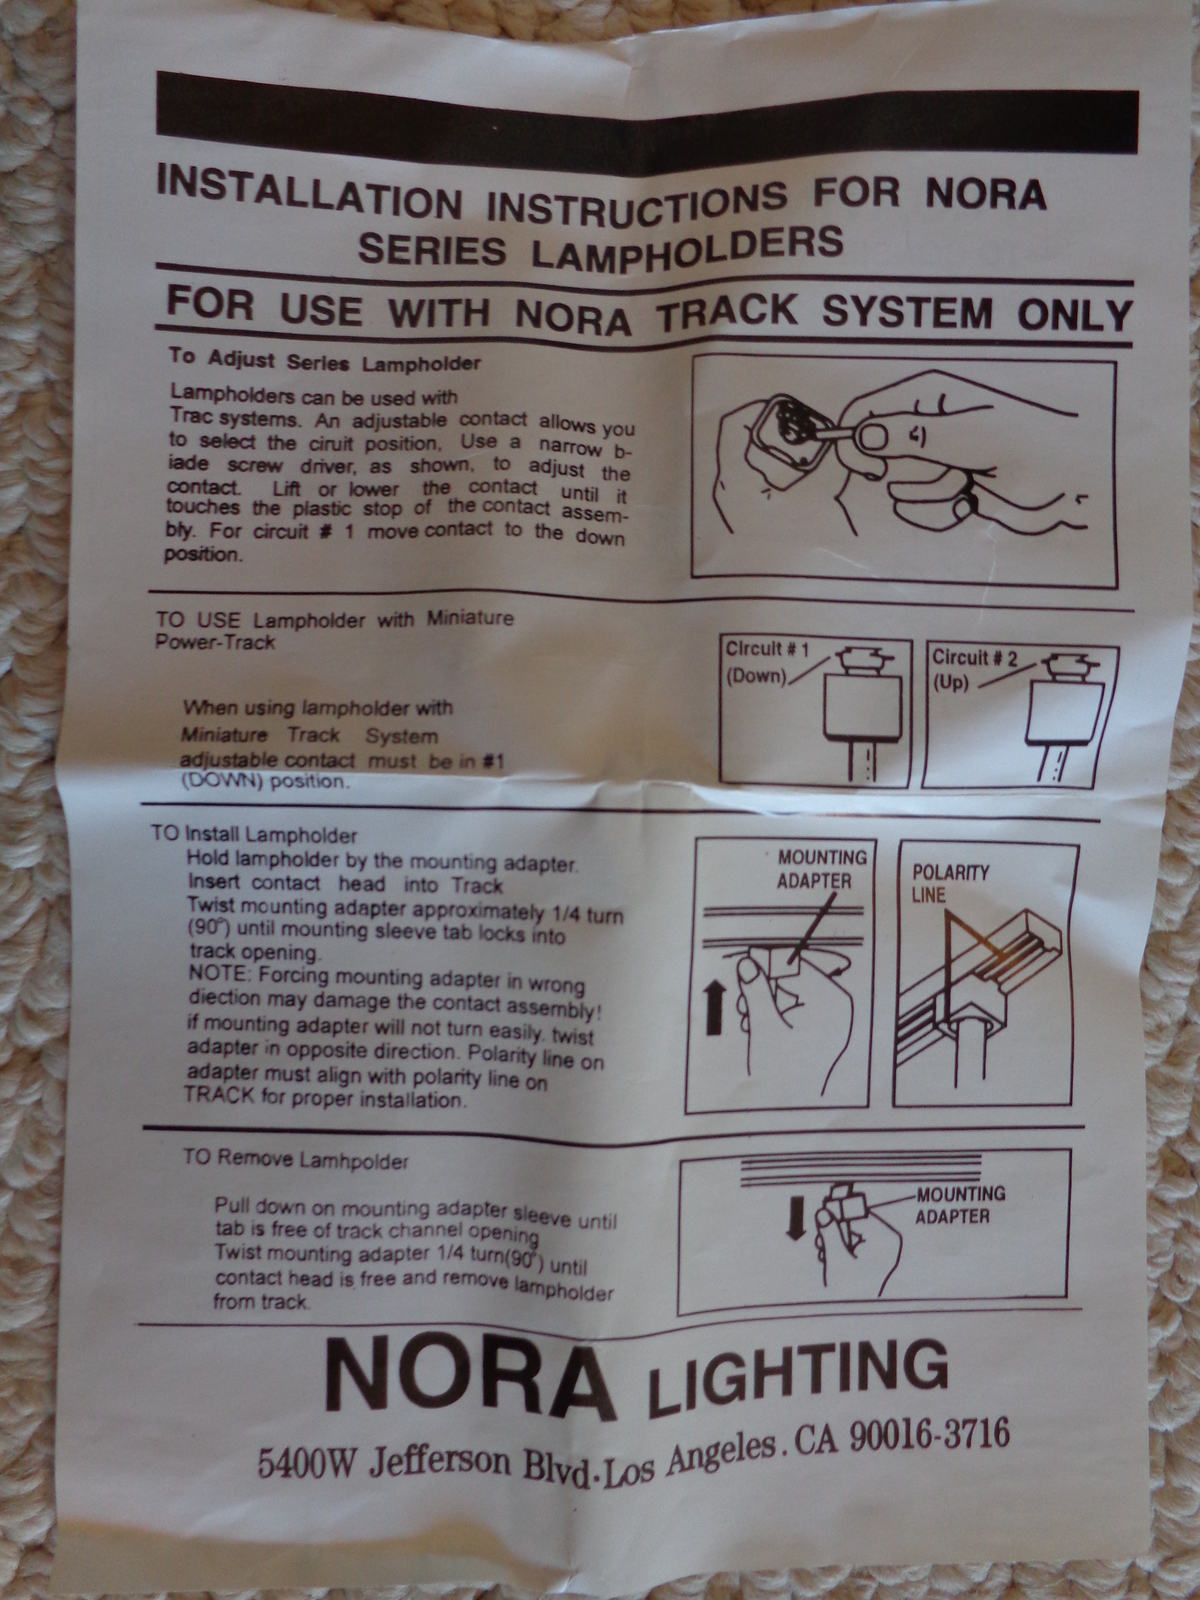 INSTALLATION INSTRUCTIONS FOR NORA
SERIES LAMPHOLDERS
FOR USE WITH NORA TRACK SYSTEM ONLY
To Adjust Series Lampholder
Lampholders can be used with
Trac systems. An adjustable contact allows you
to select the ciruit position, Use a narrow b-
iade screw driver, as shown, to adjust the
contact. Lift or lower the contact until it
touches the plastic stop of the contact assem-
bly. For circuit # 1 move contact to the down
position.
TO USE Lampholder with Miniature
Power-Track
When using lampholder with
Miniature Track System
adjustable contact must be in #1
(DOWN) position.
Circuit # 1
(Down)
Circuit # 2
(Up)
TO Install Lampholder
Hold lampholder by the mounting adapter.
Insert contact head into Track
Twist mounting adapter approximately 1/4 turn
(90°) until mounting sleeve tab locks into
track opening.
NOTE: Forcing mounting adapter in wrong
diection may damage the contact assembly!
if mounting adapter will not turn easily. twist
adapter in opposite direction. Polarity line on
adapter must align with polarity line on
TRACK for proper installation.
MOUNTING
ADAPTER
POLARITY
LINE
TO Remove Lamhpolder
Pull down on mounting adapter sleeve until
tab is free of track channel opening
Twist mounting adapter 1/4 turn(90°) until
contact head is free and remove lampholder
from track.
MOUNTING
ADAPTER
NORA LIGHTING
5400W Jefferson Blvd.Los Angeles. CA 90016-3716